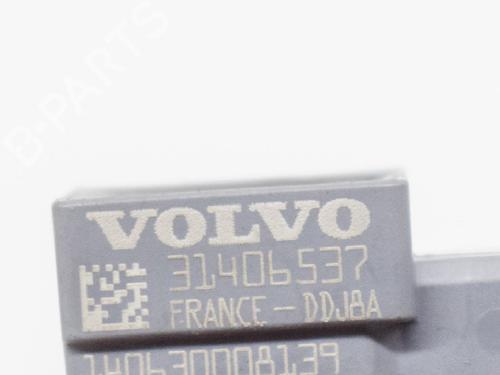 B-PARTS
VOLVO
31406537
FRANCE - DDJ8A
140630008139